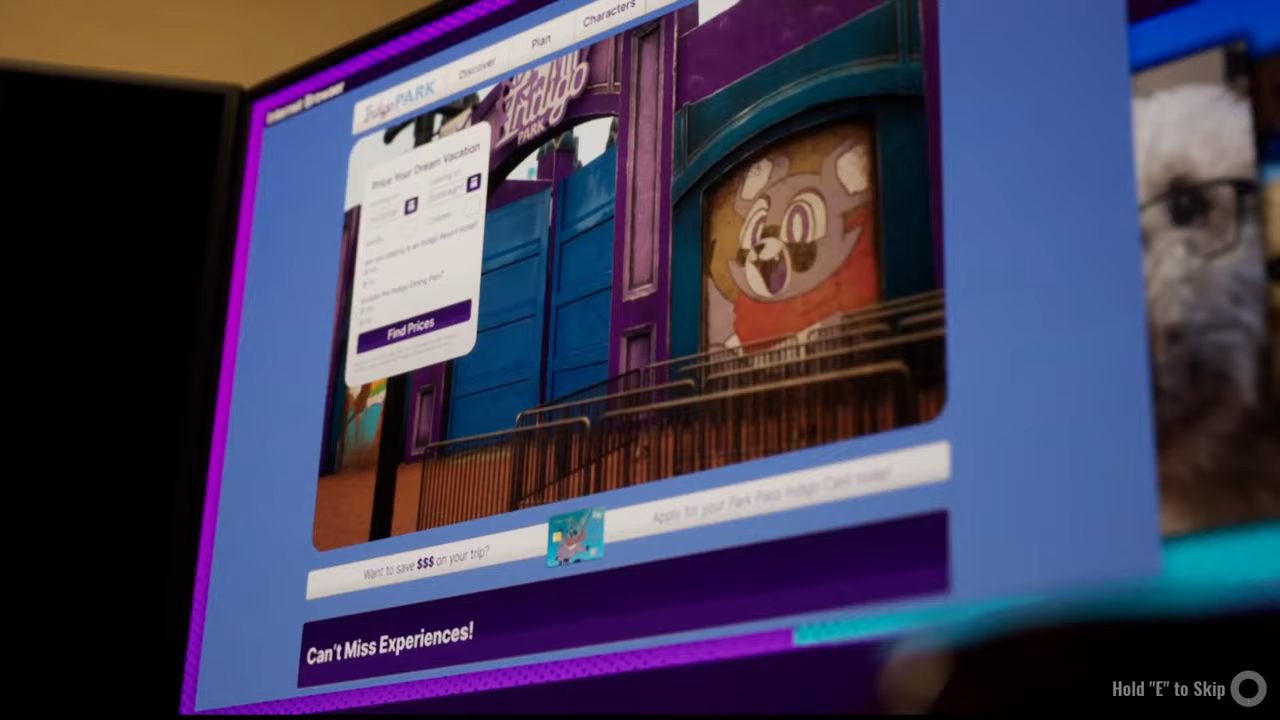 Internet Browser
Indigo PARK
Discover
Plan
Characters
Indigo
PARK
Price Your Dream Vacation
Children
Find Prices
Want to save $$$ on your trip?
Apply for your Park Pass Indigo Card today!
Can't Miss Experiences!
Hold "E" to Skip